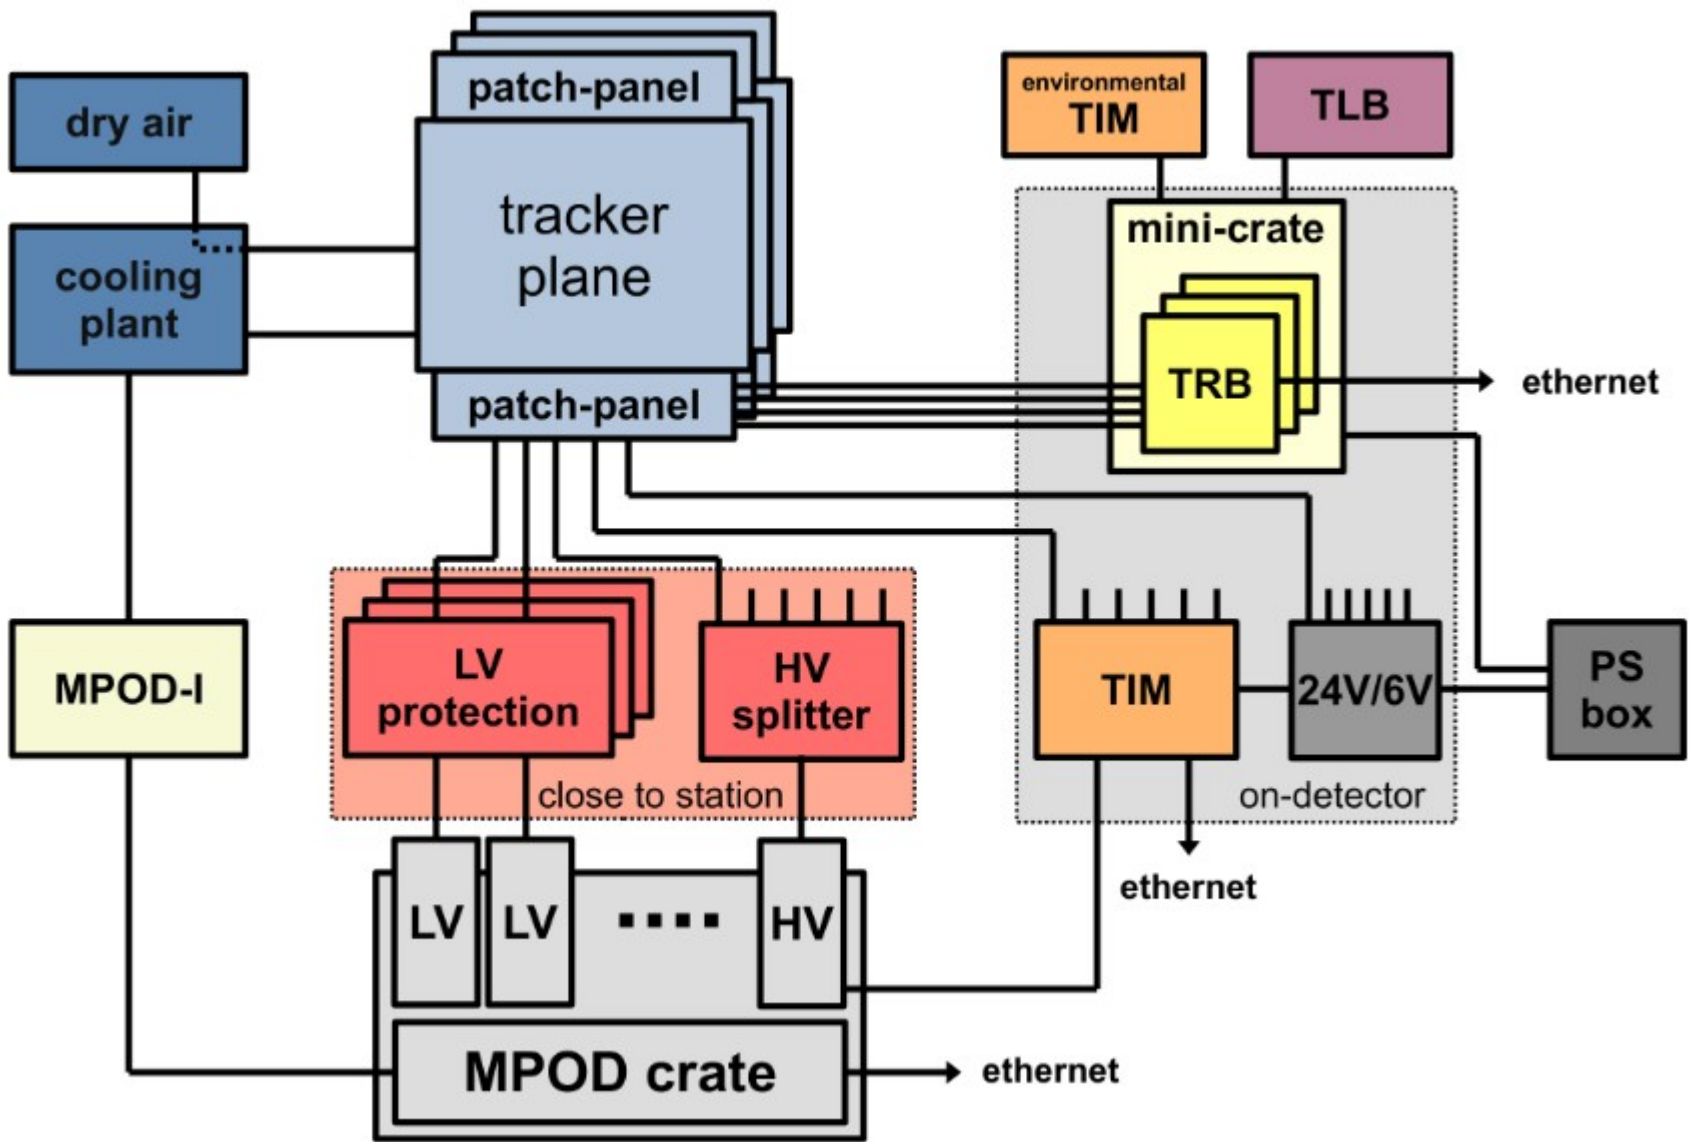 patch-panel
environmental
TIM
TLB
dry air
tracker
plane
mini-crate
cooling
plant
TRB
ethernet
patch-panel
MPOD-I
LV
protection
HV
splitter
TIM
24V/6V
PS
box
close to station
on-detector
ethernet
LV
LV
....
HV
MPOD crate
ethernet